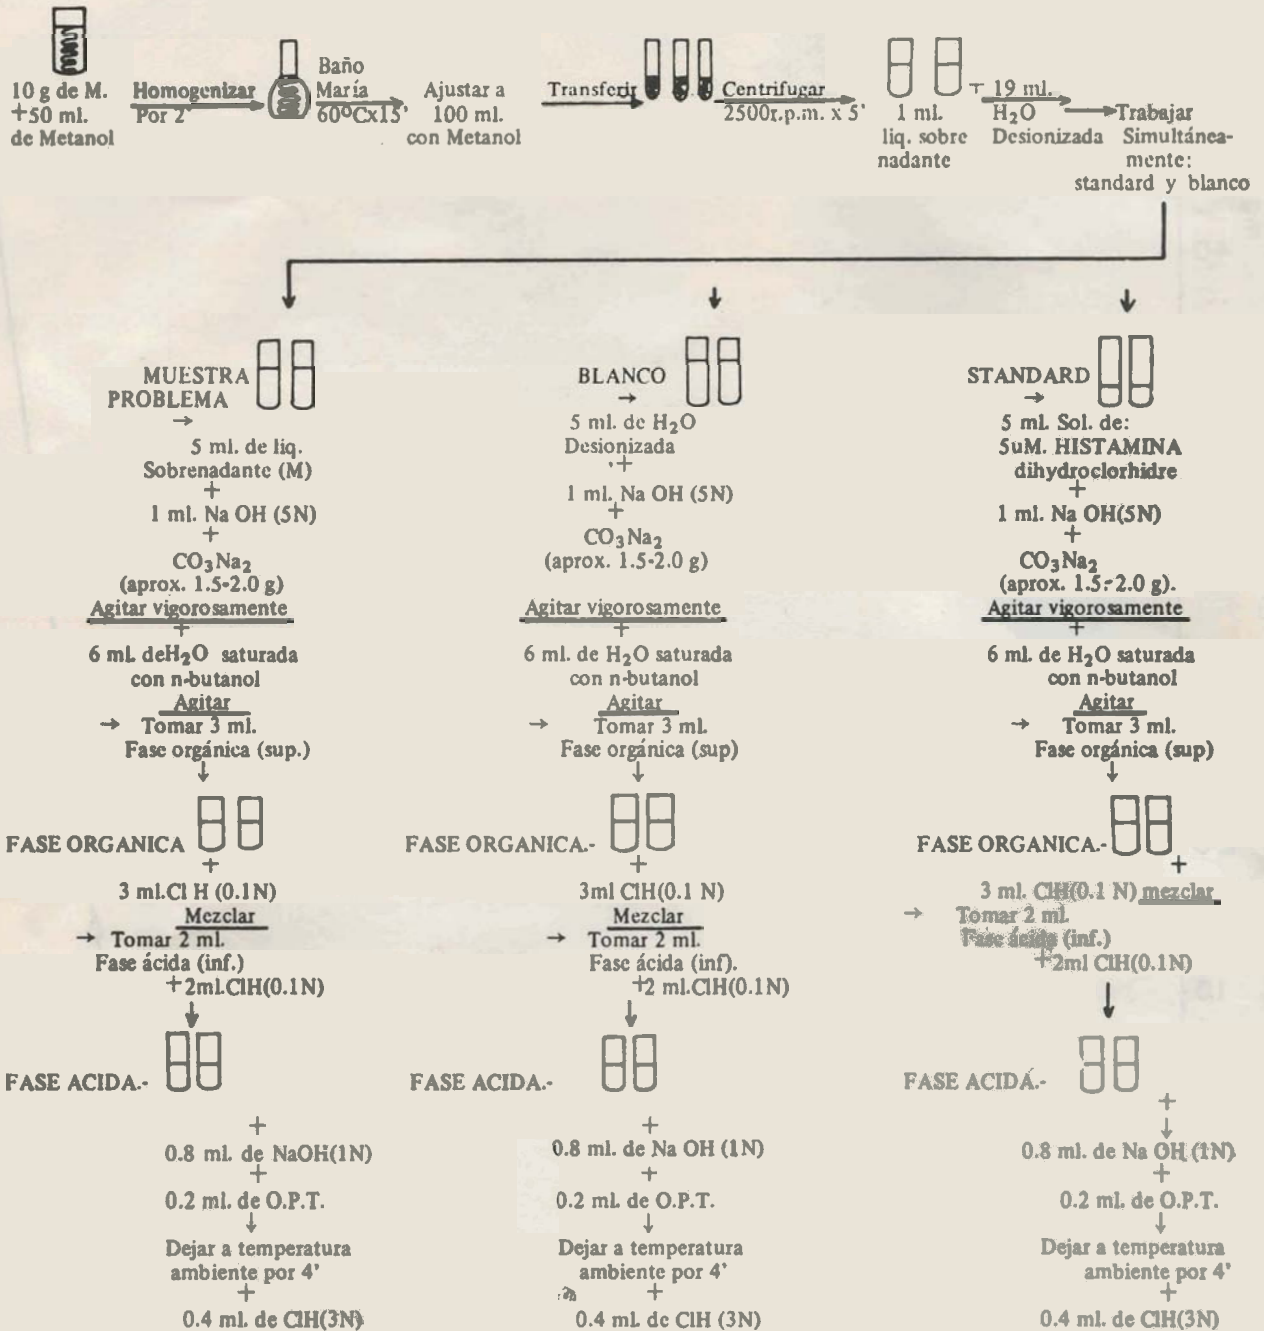 10 g de M.
+50 ml.
de Metanol
Homogenizar
Por 2'
Baño
María
60°Cx15'
Ajustar a
100 ml.
con Metanol
Transferir
Centrifugar
2500r.p.m. x 5'
1 ml.
liq. sobre
nadante
+ 19 ml.
H₂O
Desionizada
Trabajar
Simultánea-
mente:
standard y blanco
MUESTRA
PROBLEMA
→
5 ml. de liq.
Sobrenadante (M)
+
1 ml. Na OH (5N)
+
CO₃Na₂
(aprox. 1.5-2.0 g)
Agitar vigorosamente
+
6 ml. deH₂O saturada
con n-butanol
Agitar
→ Tomar 3 ml.
Fase orgánica (sup.)
↓
FASE ORGANICA
+
3 ml.Cl H (0.1N)
Mezclar
→ Tomar 2 ml.
Fase ácida (inf.)
+2ml.ClH(0.1N)
↓
FASE ACIDA.-
+
0.8 ml. de NaOH(1N)
+
0.2 ml. de O.P.T.
↓
Dejar a temperatura
ambiente por 4'
+
0.4 ml. de ClH(3N)
BLANCO
→
5 ml. de H₂O
Desionizada
+
1 ml. Na OH (5N)
+
CO₃Na₂
(aprox. 1.5-2.0 g)
Agitar vigorosamente
+
6 ml. de H₂O saturada
con n-butanol
Agitar
→ Tomar 3 ml.
Fase orgánica (sup)
↓
FASE ORGANICA.-
+
3ml ClH(0.1 N)
Mezclar
→ Tomar 2 ml.
Fase ácida (inf).
+2 ml.ClH(0.1N)
↓
FASE ACIDA.-
+
0.8 ml. de Na OH (1N)
+
0.2 ml. de O.P.T.
↓
Dejar a temperatura
ambiente por 4'
+
0.4 ml. de ClH (3N)
STANDARD
→
5 ml. Sol. de:
5uM. HISTAMINA
dihydroclorhidre
+
1 ml. Na OH(5N)
+
CO₃Na₂
(aprox. 1.5-2.0 g).
Agitar vigorosamente
+
6 ml. de H₂O saturada
con n-butanol
Agitar
→ Tomar 3 ml.
Fase orgánica (sup)
↓
FASE ORGANICA.-
+
3 ml. ClH(0.1 N) mezclar
→ Tomar 2 ml.
Fase ácida (inf.)
+2ml ClH(0.1N)
↓
FASE ACIDA.-
+
↓
0.8 ml. de Na OH (1N)
+
0.2 ml. de O.P.T.
↓
Dejar a temperatura
ambiente por 4'
+
0.4 ml. de ClH(3N)